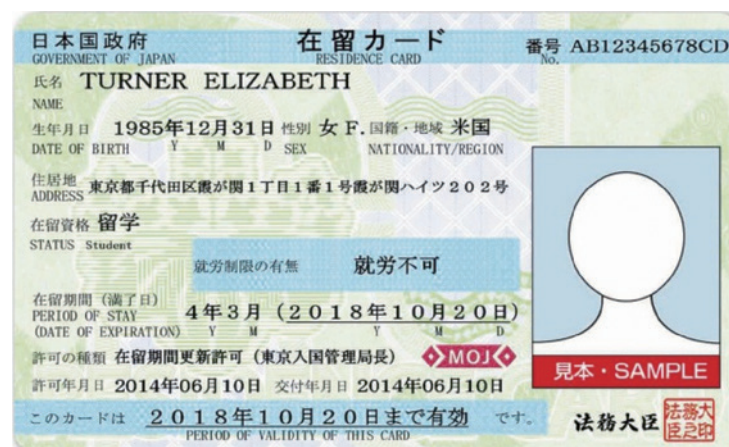 日本国政府 在留カード 番号 AB12345678CD
GOVERNMENT OF JAPAN RESIDENCE CARD No.
氏名 TURNER ELIZABETH
NAME
生年月日 1985年12月31日 性別 女 F. 国籍・地域 米国
DATE OF BIRTH Y M D SEX NATIONALITY/REGION
住居地 東京都千代田区霞が関1丁目1番1号霞が関ハイツ202号
ADDRESS
在留資格 留学
STATUS Student
就労制限の有無 就労不可
在留期間(満了日) 4年3月(2018年10月20日)
PERIOD OF STAY
(DATE OF EXPIRATION) Y M Y M D
許可の種類 在留期間更新許可(東京入国管理局長) MOJ
見本・SAMPLE
許可年月日 2014年06月10日 交付年月日 2014年06月10日
このカードは 2018年10月20日まで有効 です。
PERIOD OF VALIDITY OF THIS CARD
法務大臣 法務大臣之印